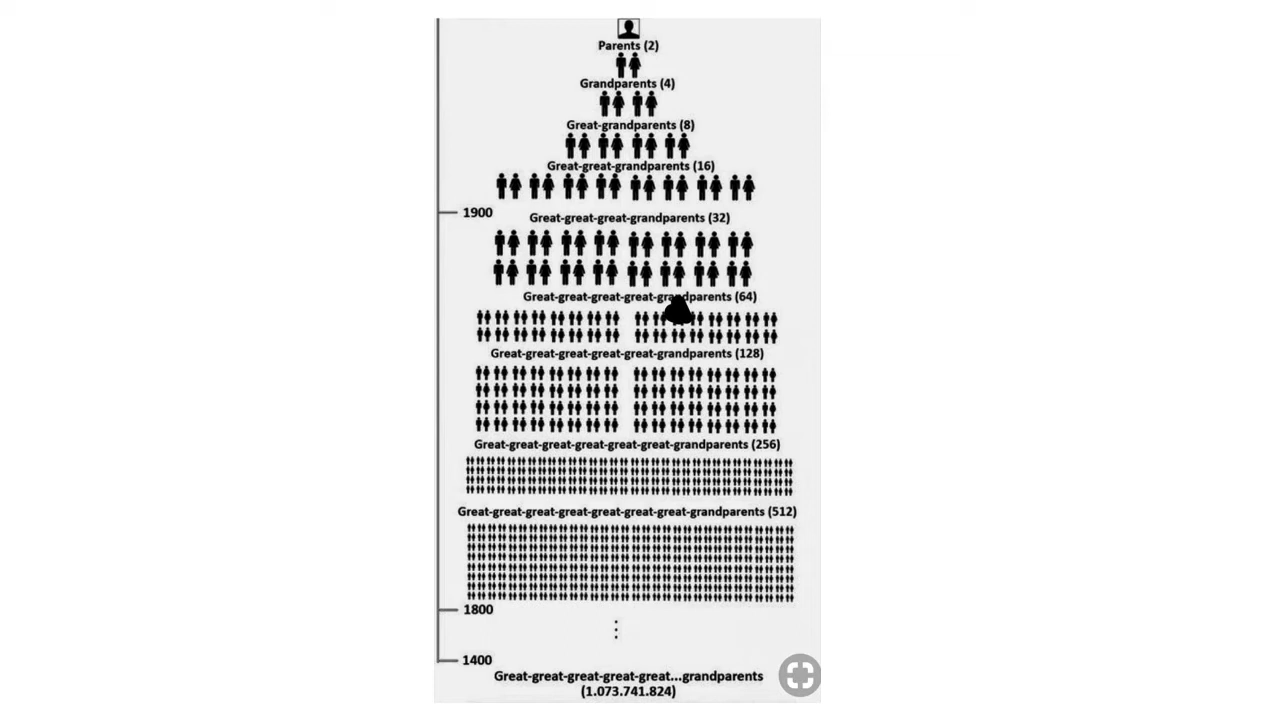 Parents (2)
Grandparents (4)
Great-grandparents (8)
Great-great-grandparents (16)
1900
Great-great-great-grandparents (32)
Great-great-great-great-grandparents (64)
Great-great-great-great-great-grandparents (128)
Great-great-great-great-great-great-grandparents (256)
Great-great-great-great-great-great-great-grandparents (512)
1800
1400
Great-great-great-great-great...grandparents
(1.073.741.824)